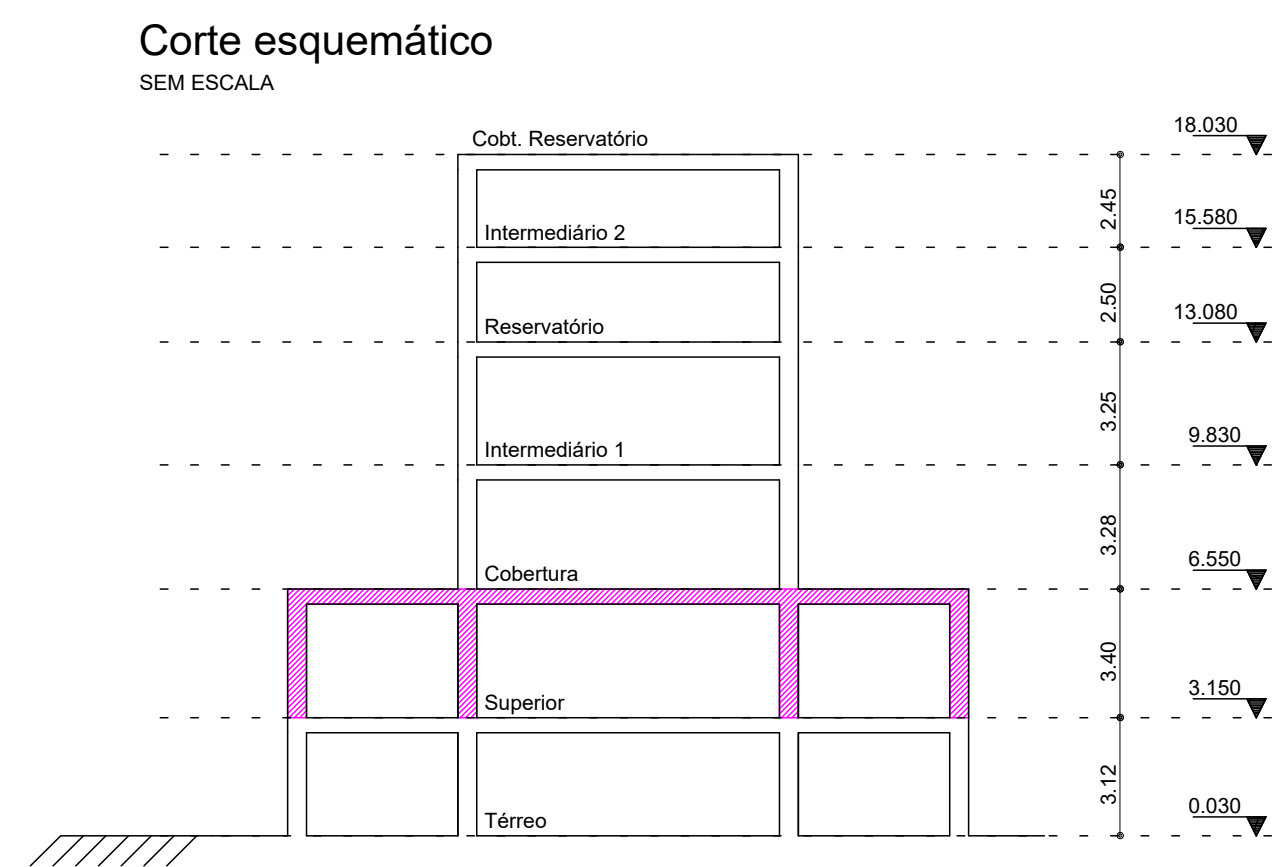 Corte esquemático
SEM ESCALA
Cobt. Reservatório
18.030
2.45
Intermediário 2
15.580
2.50
Reservatório
13.080
3.25
Intermediário 1
9.830
3.28
Cobertura
6.550
3.40
Superior
3.150
3.12
Térreo
0.030